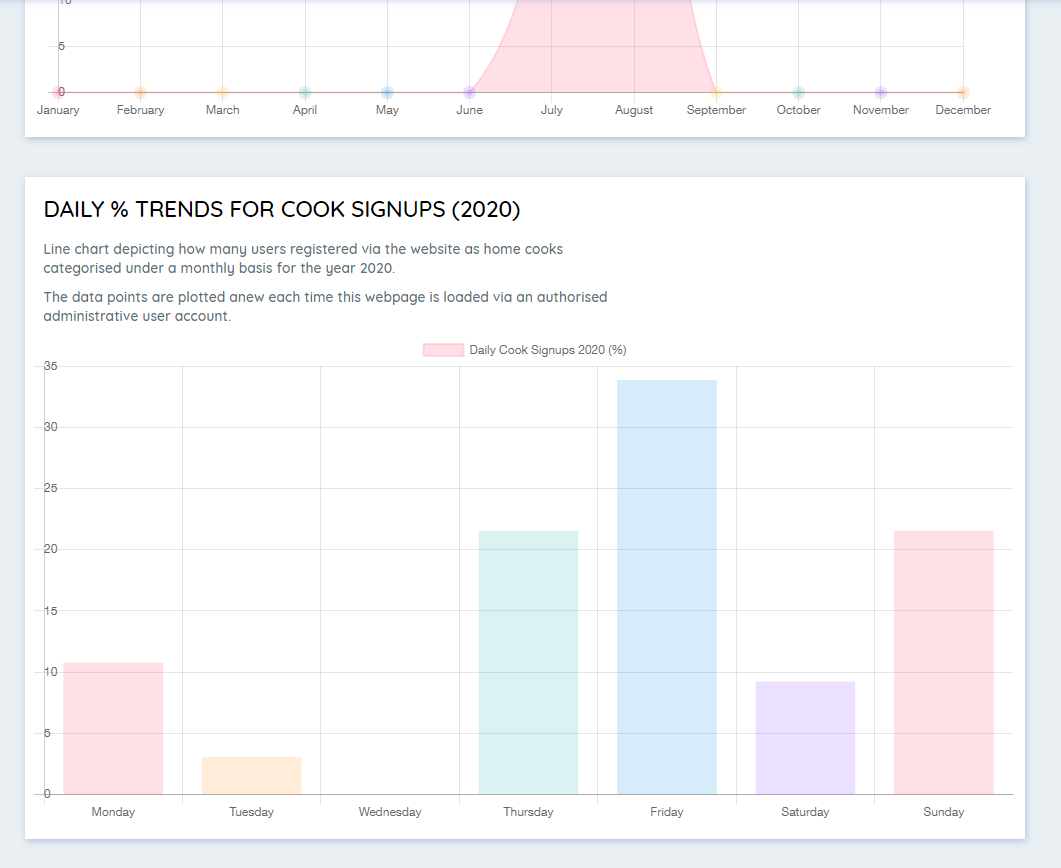 10
5
0
January February March April May June July August September October November December
DAILY % TRENDS FOR COOK SIGNUPS (2020)
Line chart depicting how many users registered via the website as home cooks
categorised under a monthly basis for the year 2020.
The data points are plotted anew each time this webpage is loaded via an authorised
administrative user account.
Daily Cook Signups 2020 (%)
35
30
25
20
15
10
5
0
Monday Tuesday Wednesday Thursday Friday Saturday Sunday